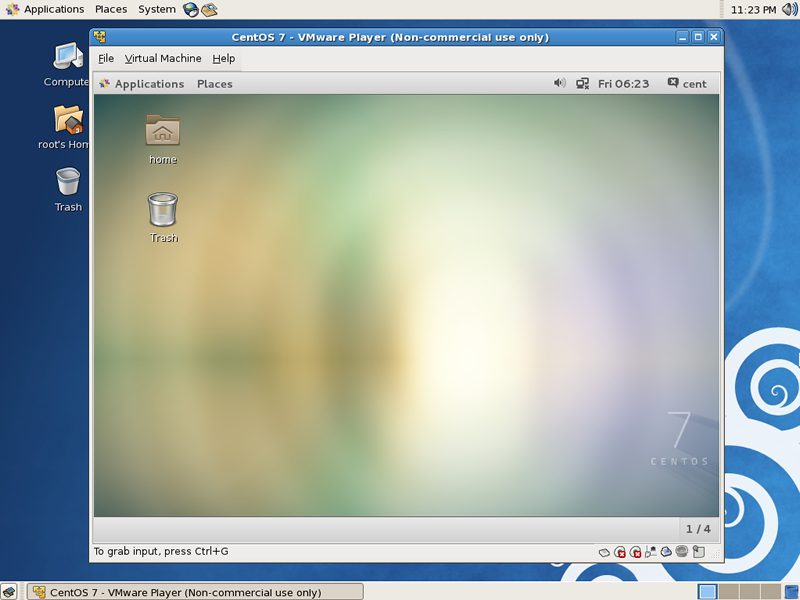 Applications Places System 11:23 PM
CentOS 7 - VMware Player (Non-commercial use only)
File Virtual Machine Help
Applications Places Fri 06:23 cent
Computer
root's Hom
Trash
home
Trash
7
CENTOS
1 / 4
To grab input, press Ctrl+G
CentOS 7 - VMware Player (Non-commercial use only)